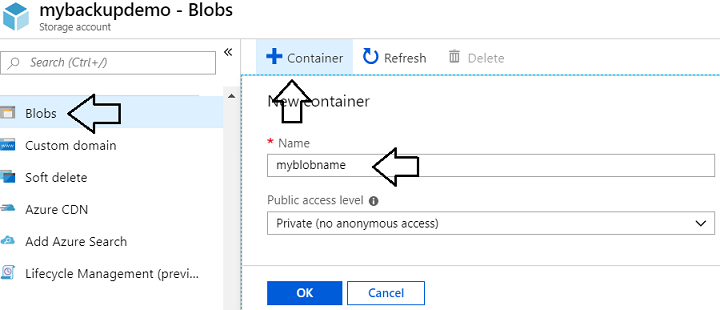 mybackupdemo - Blobs
Storage account
Search (Ctrl+/)
«
Blobs
Custom domain
Soft delete
Azure CDN
Add Azure Search
Lifecycle Management (previ...
+ Container
Refresh
Delete
New container
* Name
myblobname
Public access level
Private (no anonymous access)
OK
Cancel